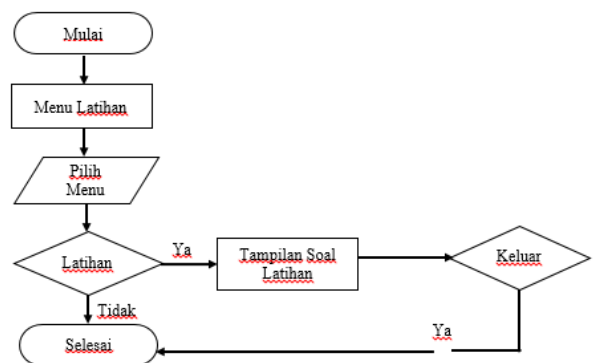 Mulai
Menu Latihan
Pilih
Menu
Latihan
Ya
Tampilan Soal
Latihan
Keluar
Tidak
Ya
Selesai